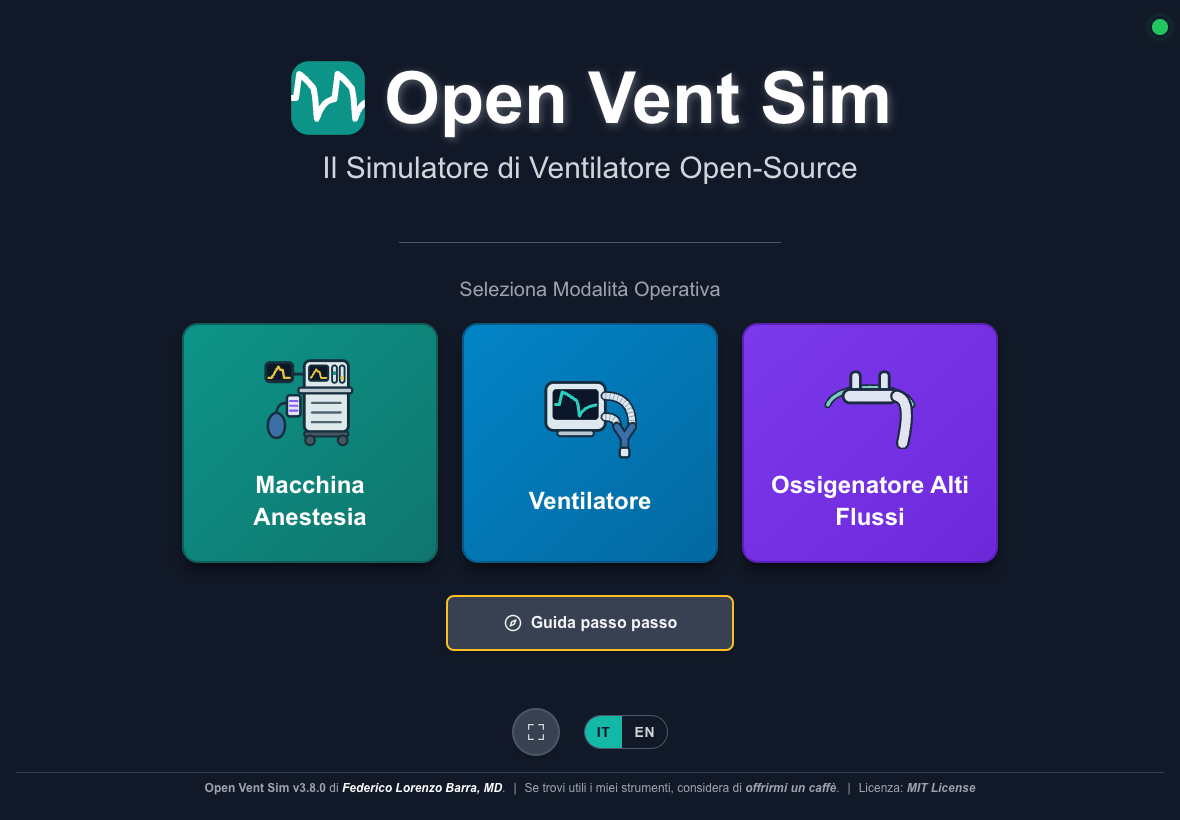 Open Vent Sim
Il Simulatore di Ventilatore Open-Source
Seleziona Modalità Operativa
Macchina
Anestesia
Ventilatore
Ossigenatore Alti
Flussi
Guida passo passo
IT EN
Open Vent Sim v3.8.0 di Federico Lorenzo Barra, MD. | Se trovi utili i miei strumenti, considera di offrirmi un caffè. | Licenza: MIT License